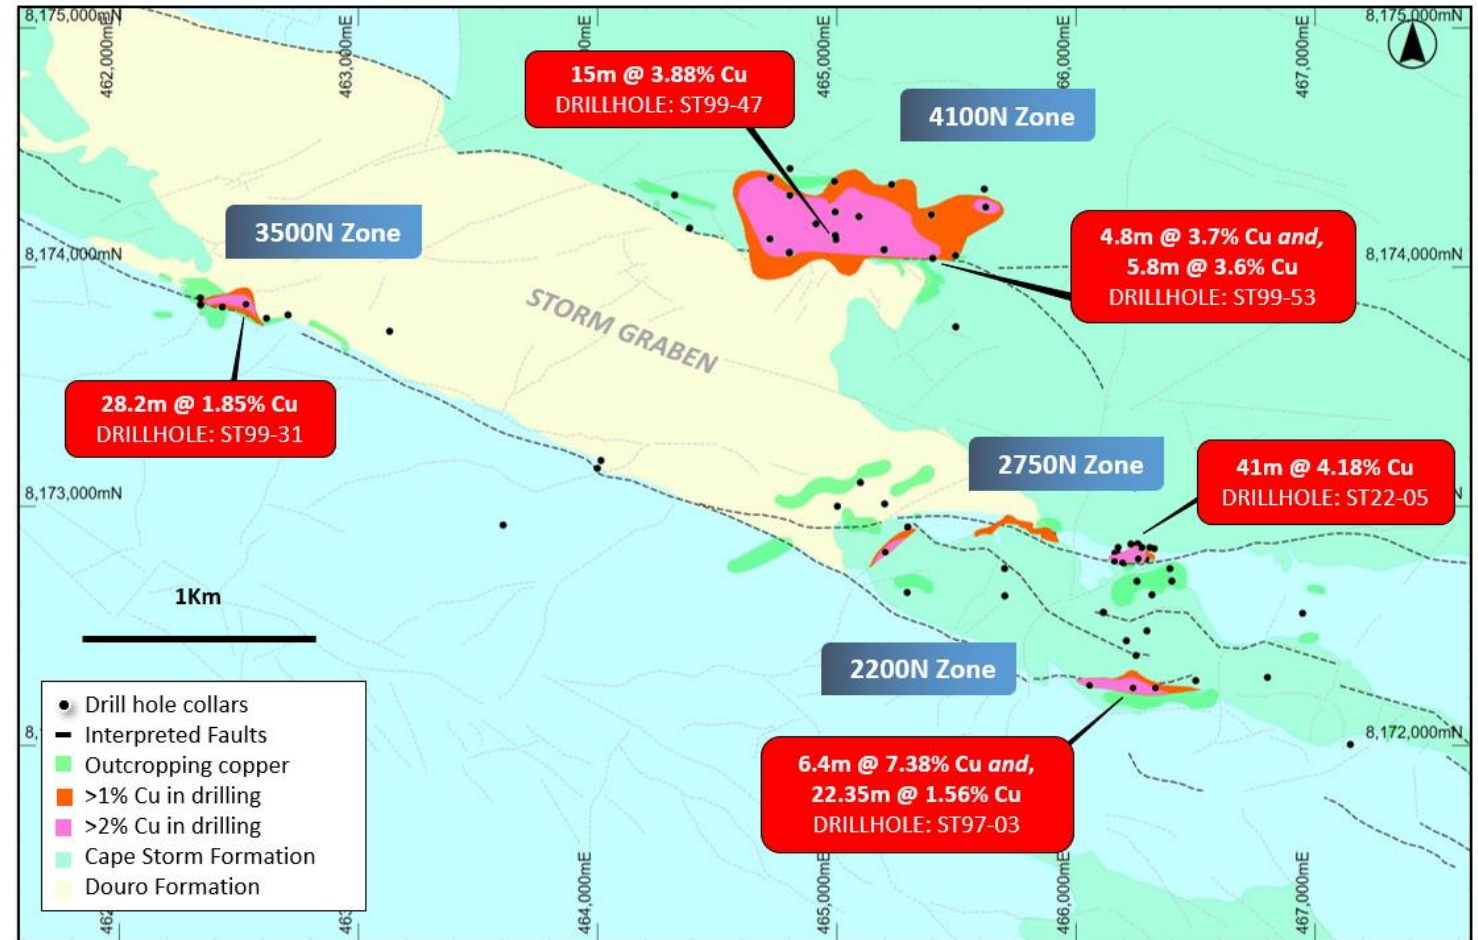 8,175,000mN
8,175,000mN
462,000mE
463,000mE
465,000mE
467,000mE
15m @ 3.88% Cu
DRILLHOLE: ST99-47
4100N Zone
3500N Zone
8,174,000mN
8,174,000mN
4.8m @ 3.7% Cu and,
5.8m @ 3.6% Cu
DRILLHOLE: ST99-53
STORM GRABEN
28.2m @ 1.85% Cu
DRILLHOLE: ST99-31
2750N Zone
41m @ 4.18% Cu
DRILLHOLE: ST22-05
8,173,000mN
1Km
2200N Zone
8,172,000mN
6.4m @ 7.38% Cu and,
22.35m @ 1.56% Cu
DRILLHOLE: ST97-03
Drill hole collars
Interpreted Faults
Outcropping copper
>1% Cu in drilling
>2% Cu in drilling
Cape Storm Formation
Douro Formation
464,000mE
465,000mE
466,000mE
467,000mE